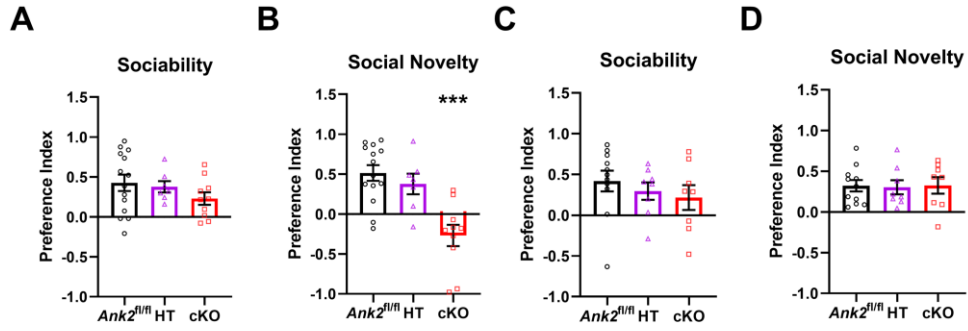 A
B
C
D
Sociability
Social Novelty
Sociability
Social Novelty
***
Preference Index
1.5
1.0
0.5
0.0
-0.5
-1.0
Ank2fl/fl HT cKO
Preference Index
1.5
1.0
0.5
0.0
-0.5
-1.0
Ank2fl/fl HT cKO
Preference Index
1.5
1.0
0.5
0.0
-0.5
-1.0
Ank2fl/fl HT cKO
Preference Index
1.5
1.0
0.5
0.0
-0.5
-1.0
Ank2fl/fl HT cKO